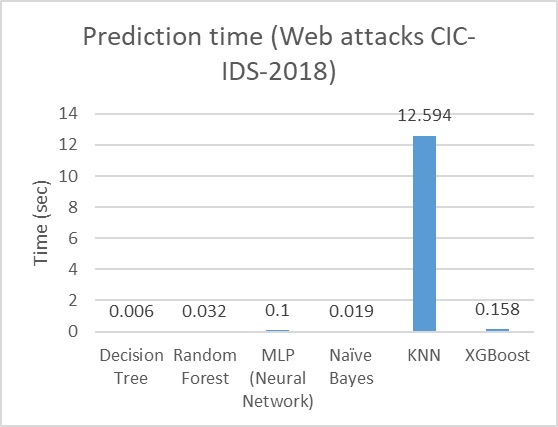 Prediction time (Web attacks CIC-
IDS-2018)
Time (sec)
14
12
10
8
6
4
2
0
0.006
0.032
0.1
0.019
12.594
0.158
Decision
Tree
Random
Forest
MLP
(Neural
Network)
Naïve
Bayes
KNN
XGBoost